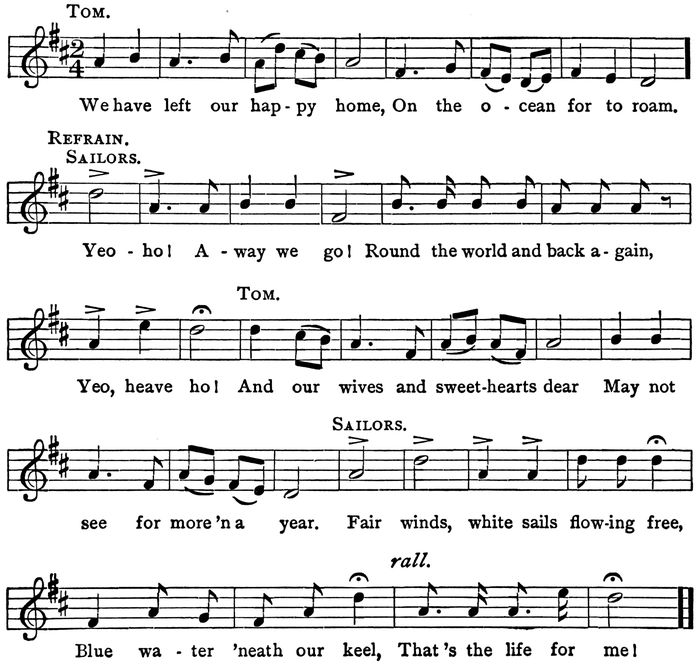 TOM.
2
4
We have left our hap - py home, On the o - cean for to roam.
REFRAIN.
SAILORS.
Yeo - ho! A - way we go! Round the world and back a - gain,
TOM.
Yeo, heave ho! And our wives and sweet-hearts dear May not
SAILORS.
see for more 'n a year. Fair winds, white sails flow-ing free,
rall.
Blue wa - ter 'neath our keel, That 's the life for me!